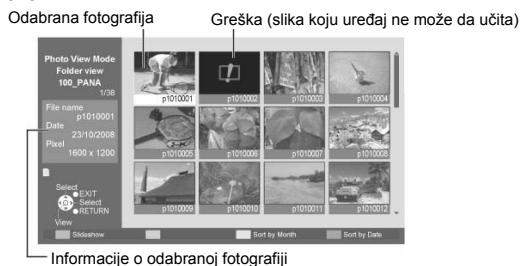 Odabrana fotografija
Greška (slika koju uređaj ne može da učita)
Photo View Mode
Folder view
100_PANA
1/38
File name
p1010001
Date
23/10/2008
Pixel
1600 x 1200
Select
EXIT
Select
RETURN
View
p1010001
p1010002
p1010003
p1010004
p1010005
p1010006
p1010007
p1010008
p1010009
p1010010
p1010011
p1010012
Slideshow
Sort by Month
Sort by Date
Informacije o odabranoj fotografiji